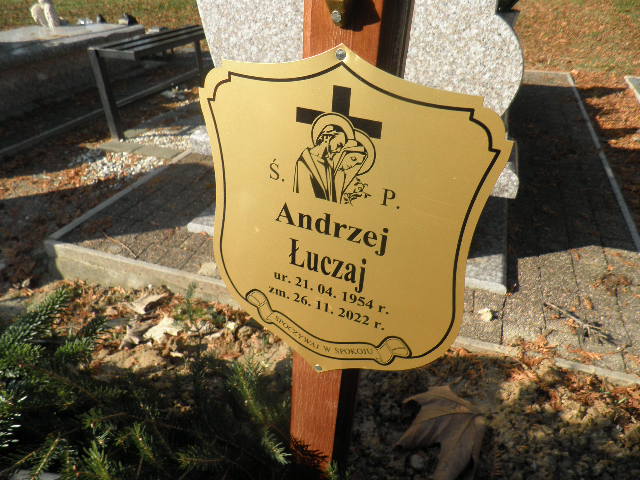 Ś. P.
Andrzej
Łuczaj
ur. 21. 04. 1954 r.
zm. 26. 11. 2022 r.
SPOCZYWAJ W SPOKOJU